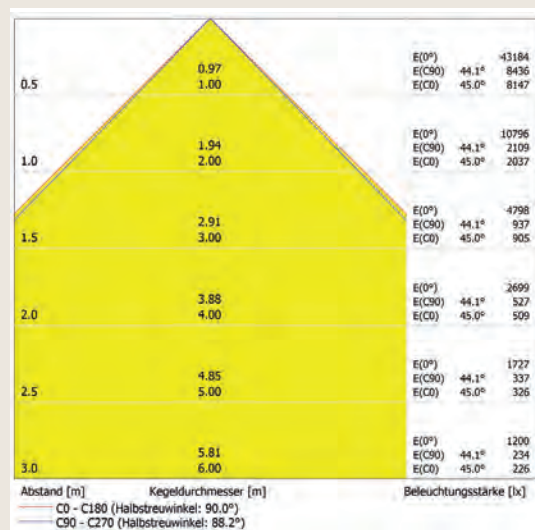 E(0°) 43184
0.97 E(C90) 44.1° 8436
0.5 1.00 E(C0) 45.0° 8147
E(0°) 10796
1.94 E(C90) 44.1° 2109
1.0 2.00 E(C0) 45.0° 2037
E(0°) 4798
2.91 E(C90) 44.1° 937
1.5 3.00 E(C0) 45.0° 905
E(0°) 2699
3.88 E(C90) 44.1° 527
2.0 4.00 E(C0) 45.0° 509
E(0°) 1727
4.85 E(C90) 44.1° 337
2.5 5.00 E(C0) 45.0° 326
E(0°) 1200
5.81 E(C90) 44.1° 234
3.0 6.00 E(C0) 45.0° 226
Abstand [m] Kegeldurchmesser [m] Beleuchtungsstärke [lx]
C0 - C180 (Halbstreuwinkel: 90.0°)
C90 - C270 (Halbstreuwinkel: 88.2°)